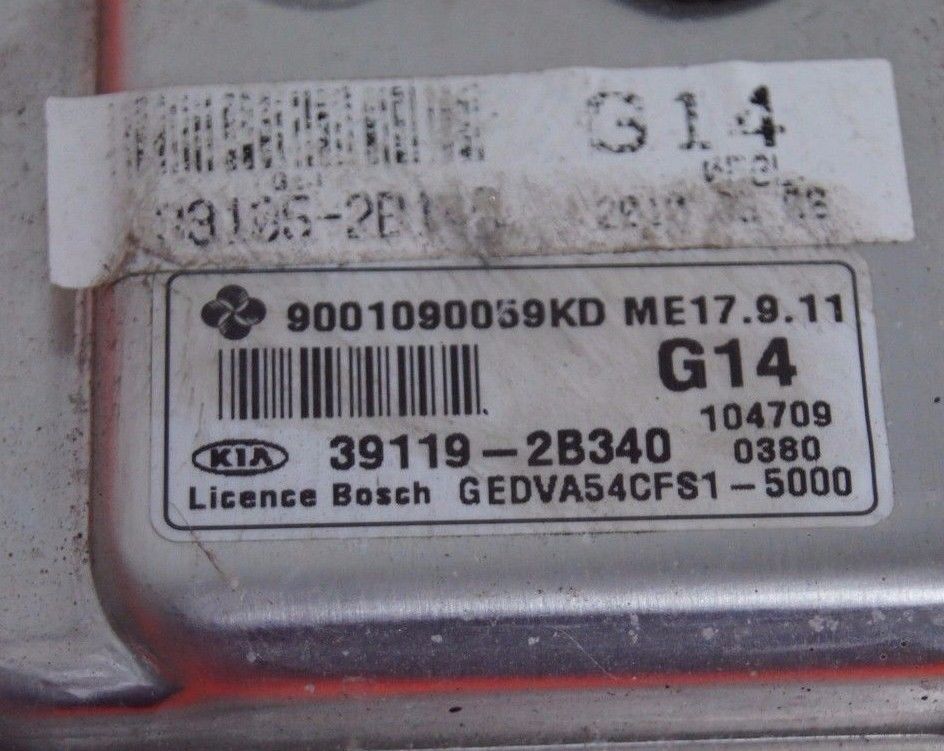 G14
9001090059KD ME17.9.11
G14
104709
KIA 39119-2B340 0380
Licence Bosch GEDVA54CFS1-5000